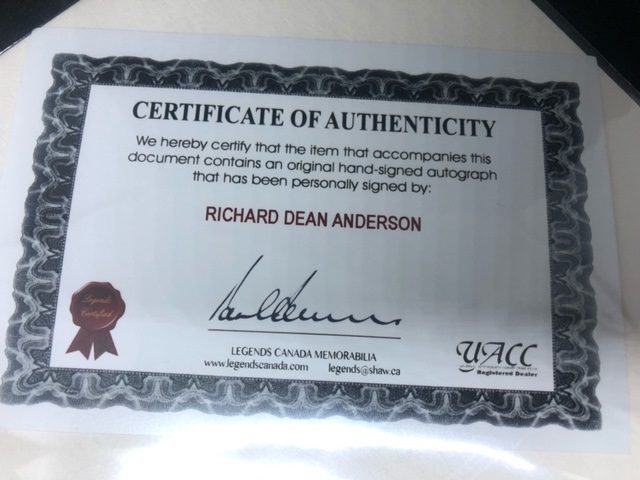 CERTIFICATE OF AUTHENTICITY
We hereby certify that the item that accompanies this
document contains an original hand-signed autograph
that has been personally signed by:
RICHARD DEAN ANDERSON
LEGENDS CANADA MEMORABILIA
www.legendscanada.com legends@shaw.ca
Legends
Certified
UACC
Registered Dealer